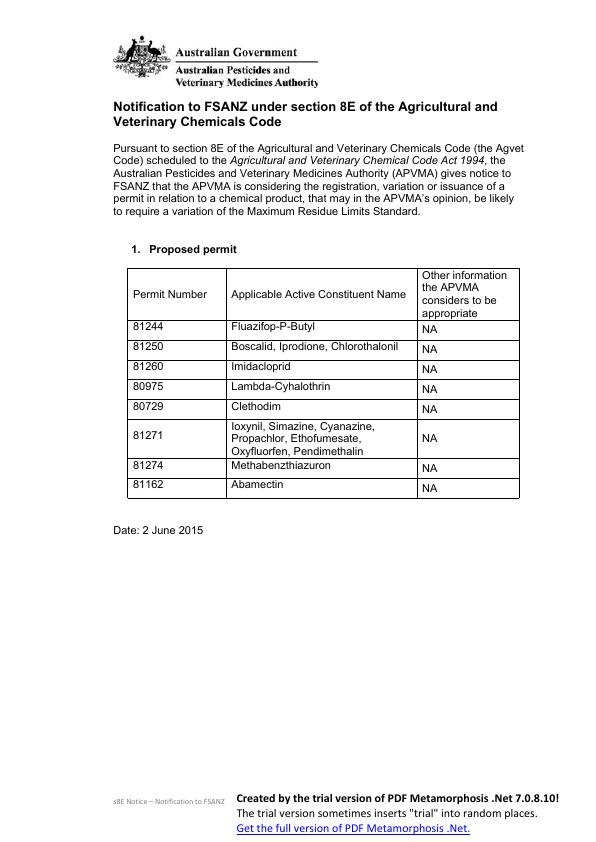 Australian Government
Australian Pesticides and
Veterinary Medicines Authority
Notification to FSANZ under section 8E of the Agricultural and
Veterinary Chemicals Code
Pursuant to section 8E of the Agricultural and Veterinary Chemicals Code (the Agvet
Code) scheduled to the Agricultural and Veterinary Chemical Code Act 1994, the
Australian Pesticides and Veterinary Medicines Authority (APVMA) gives notice to
FSANZ that the APVMA is considering the registration, variation or issuance of a
permit in relation to a chemical product, that may in the APVMA's opinion, be likely
to require a variation of the Maximum Residue Limits Standard.
1. Proposed permit
Permit Number
Applicable Active Constituent Name
Other information
the APVMA
considers to be
appropriate
81244 Fluazifop-P-Butyl NA
81250 Boscalid, Iprodione, Chlorothalonil NA
81260 Imidacloprid NA
80975 Lambda-Cyhalothrin NA
80729 Clethodim NA
81271
Ioxynil, Simazine, Cyanazine,
Propachlor, Ethofumesate,
Oxyfluorfen, Pendimethalin
NA
81274 Methabenzthiazuron NA
81162 Abamectin NA
Date: 2 June 2015
s8E Notice – Notification to FSANZ
Created by the trial version of PDF Metamorphosis .Net 7.0.8.10!
The trial version sometimes inserts "trial" into random places.
Get the full version of PDF Metamorphosis .Net.